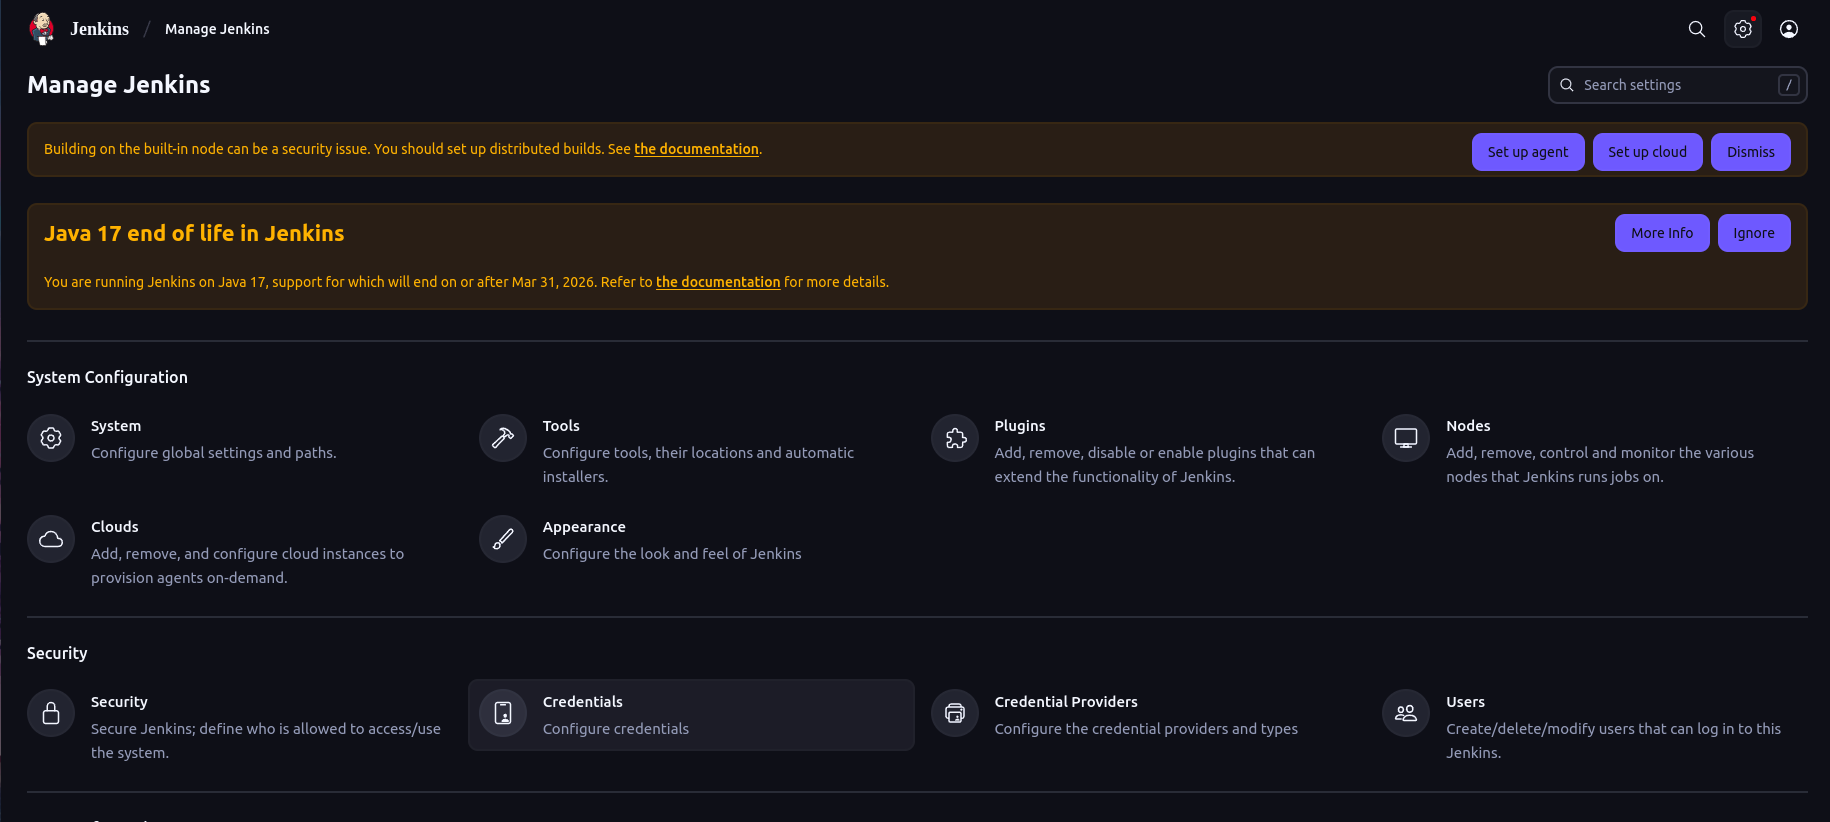 Jenkins / Manage Jenkins
Manage Jenkins
Search settings /
Building on the built-in node can be a security issue. You should set up distributed builds. See the documentation.
Set up agent Set up cloud Dismiss
Java 17 end of life in Jenkins
More Info Ignore
You are running Jenkins on Java 17, support for which will end on or after Mar 31, 2026. Refer to the documentation for more details.
System Configuration
System
Configure global settings and paths.
Tools
Configure tools, their locations and automatic
installers.
Plugins
Add, remove, disable or enable plugins that can
extend the functionality of Jenkins.
Nodes
Add, remove, control and monitor the various
nodes that Jenkins runs jobs on.
Clouds
Add, remove, and configure cloud instances to
provision agents on-demand.
Appearance
Configure the look and feel of Jenkins
Security
Security
Secure Jenkins; define who is allowed to access/use
the system.
Credentials
Configure credentials
Credential Providers
Configure the credential providers and types
Users
Create/delete/modify users that can log in to this
Jenkins.